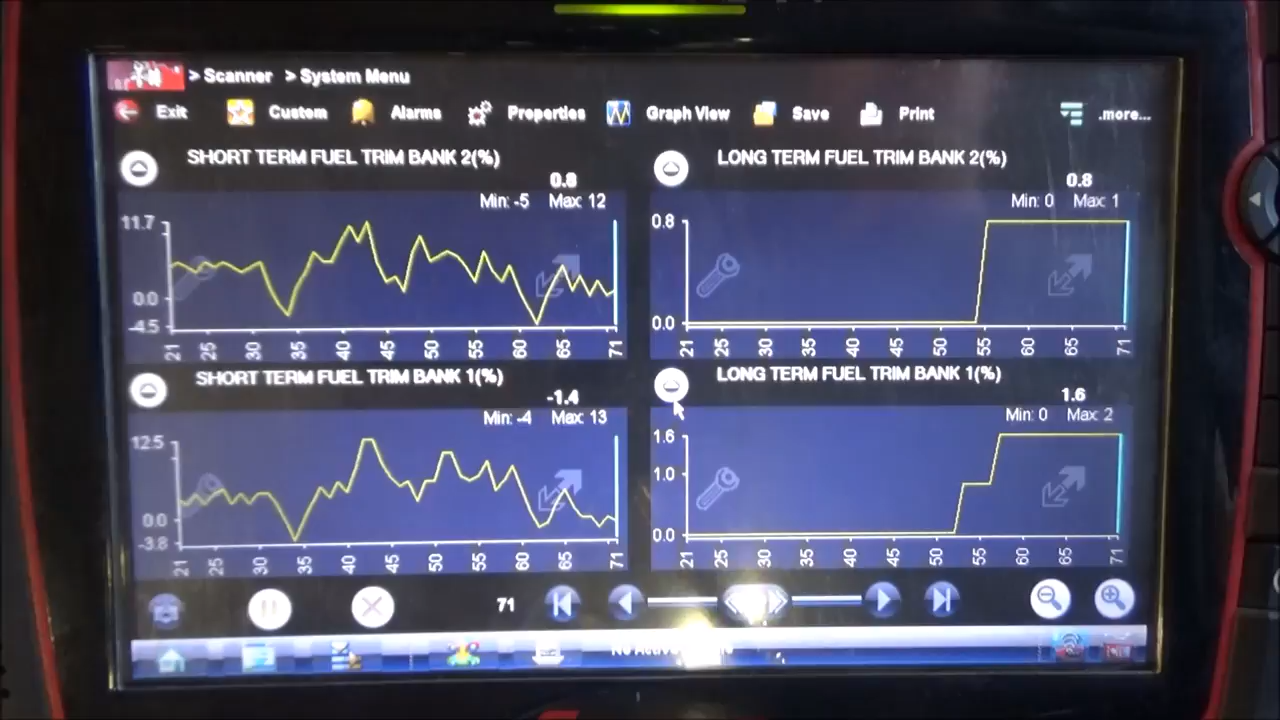 > Scanner > System Menu
Exit Custom Alarms Properties Graph View Save Print .more...
SHORT TERM FUEL TRIM BANK 2(%)
0.8
Min: -5 Max: 12
11.7
0.0
-4.5
21 25 30 35 40 45 50 55 60 65 71
LONG TERM FUEL TRIM BANK 2(%)
0.8
Min: 0 Max: 1
0.8
0.0
21 25 30 35 40 45 50 55 60 65 71
SHORT TERM FUEL TRIM BANK 1(%)
-1.4
Min: -4 Max: 13
12.5
0.0
-3.8
21 25 30 35 40 45 50 55 60 65 71
LONG TERM FUEL TRIM BANK 1(%)
1.6
Min: 0 Max: 2
1.6
1.0
0.0
21 25 30 35 40 45 50 55 60 65 71
71